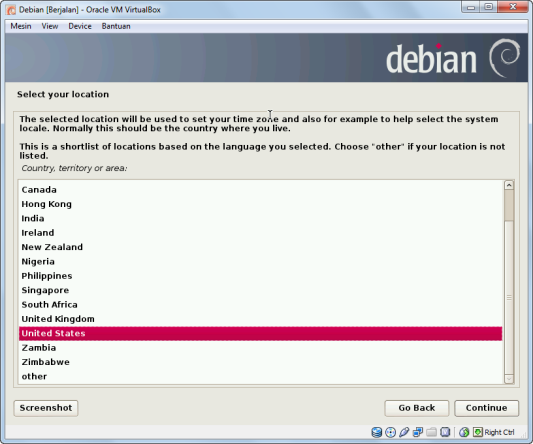 Debian [Berjalan] - Oracle VM VirtualBox
Mesin View Device Bantuan
debian
Select your location
The selected location will be used to set your time zone and also for example to help select the system
locale. Normally this should be the country where you live.
This is a shortlist of locations based on the language you selected. Choose "other" if your location is not
listed.
Country, territory or area:
Canada
Hong Kong
India
Ireland
New Zealand
Nigeria
Philippines
Singapore
South Africa
United Kingdom
United States
Zambia
Zimbabwe
other
Screenshot Go Back Continue
Right Ctrl